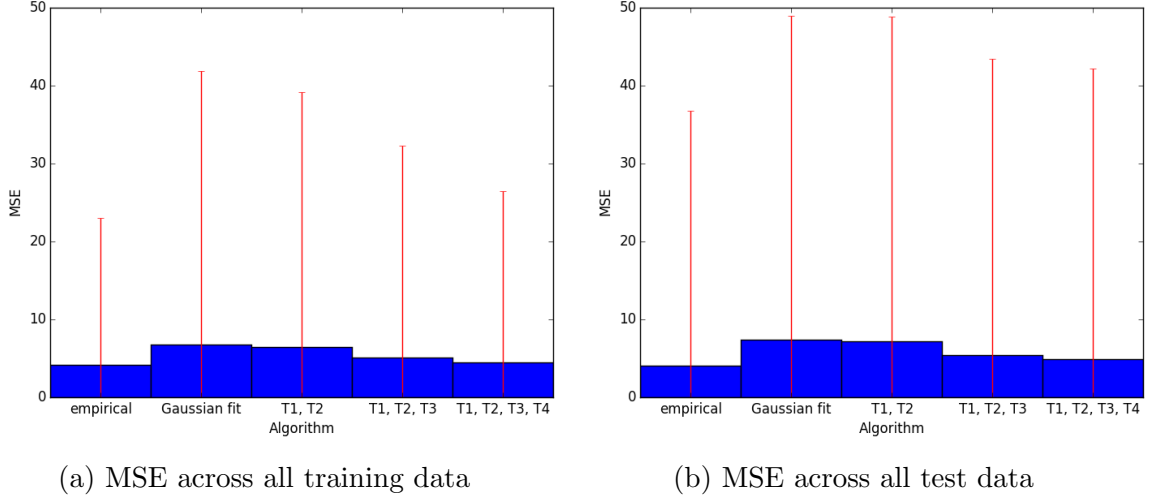 50
40
30
20
10
0
MSE
empirical Gaussian fit T1, T2 T1, T2, T3 T1, T2, T3, T4
Algorithm
(a) MSE across all training data
50
40
30
20
10
0
MSE
empirical Gaussian fit T1, T2 T1, T2, T3 T1, T2, T3, T4
Algorithm
(b) MSE across all test data